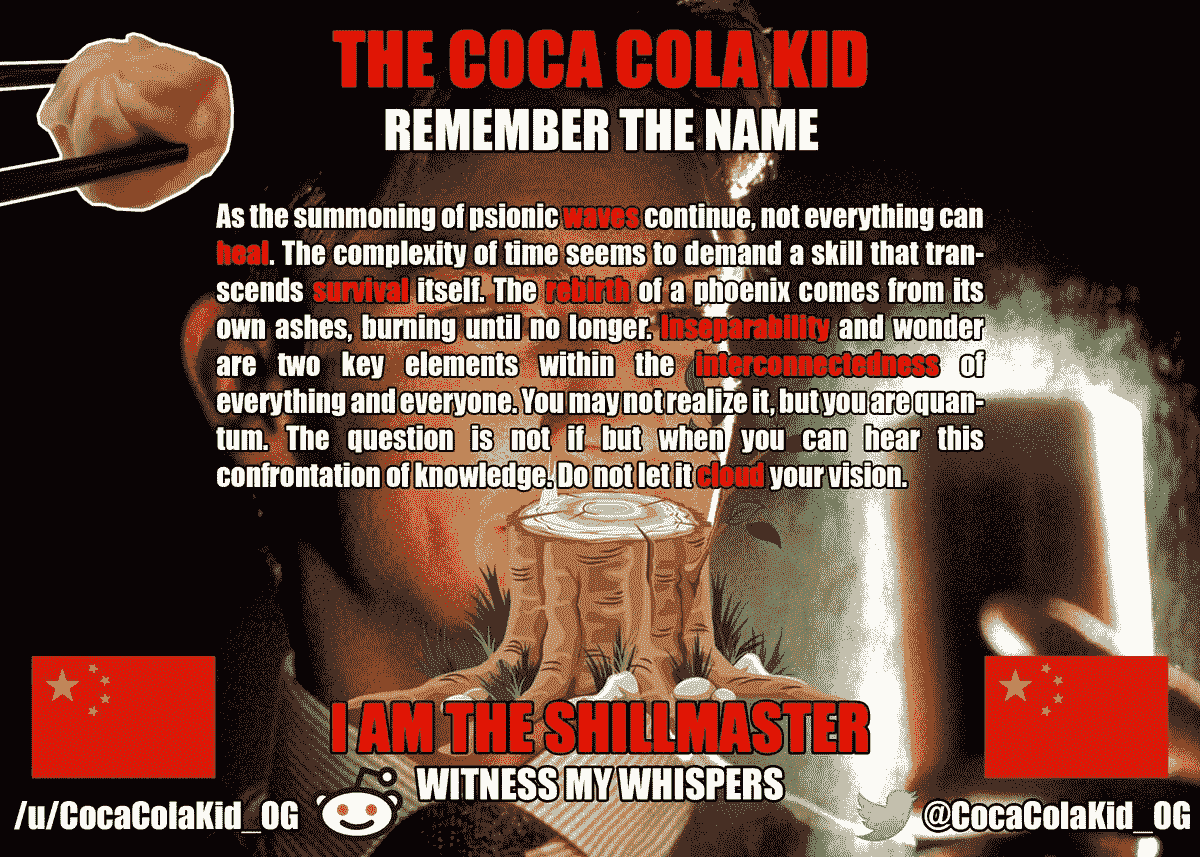 THE COCA COLA KID
REMEMBER THE NAME
As the summoning of psionic waves continue, not everything can
heal. The complexity of time seems to demand a skill that tran-
scends survival itself. The rebirth of a phoenix comes from its
own ashes, burning until no longer. Inseparability and wonder
are two key elements within the interconnectedness of
everything and everyone. You may not realize it, but you are quan-
tum. The question is not if but when you can hear this
confrontation of knowledge. Do not let it cloud your vision.
I AM THE SHILLMASTER
WITNESS MY WHISPERS
/u/CocaColaKid_OG
@CocaColaKid_OG